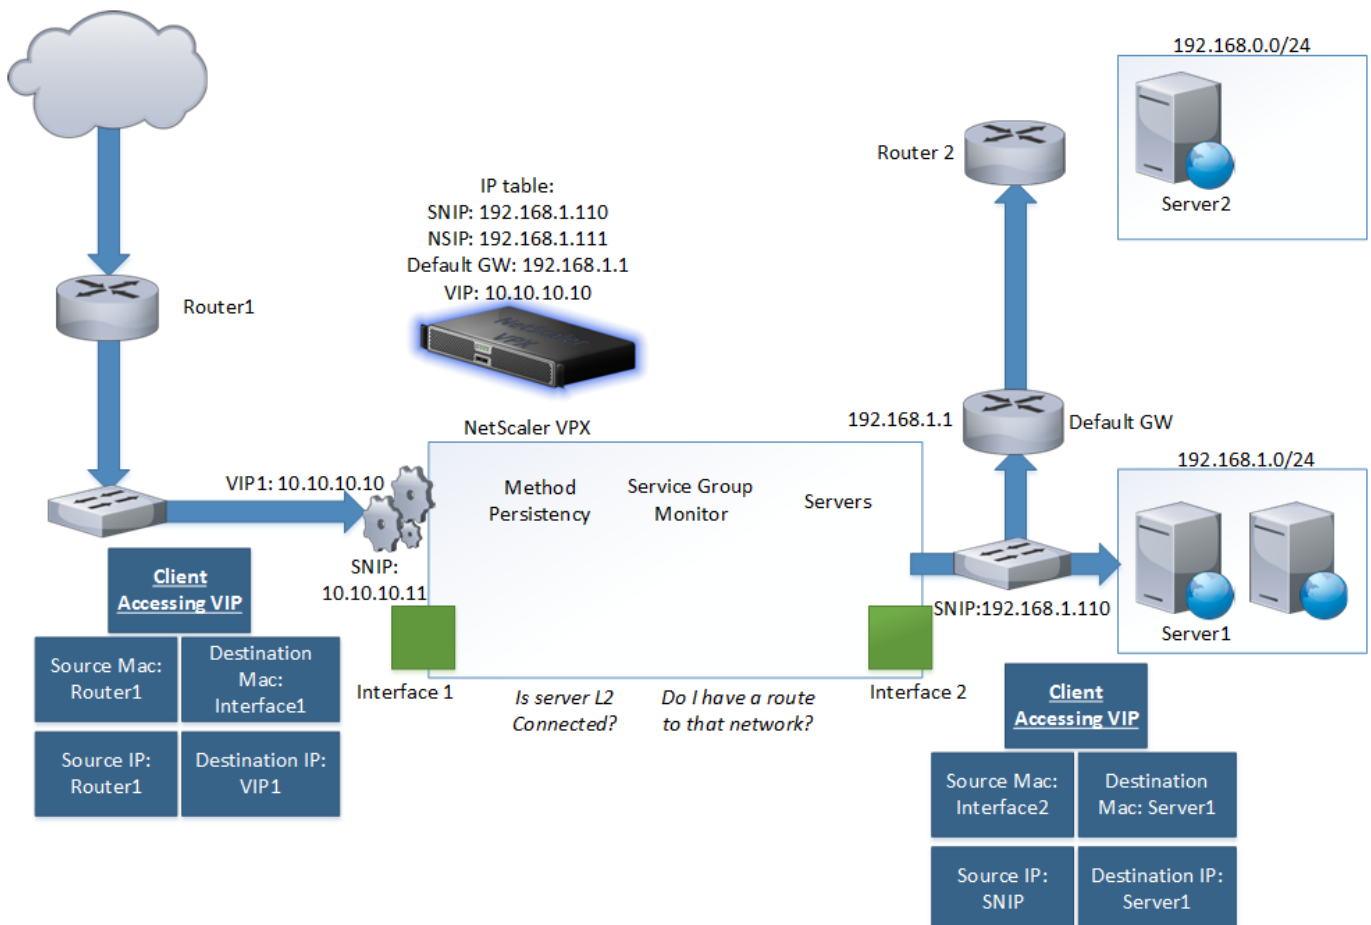 192.168.0.0/24
Router 2
Server2
IP table:
SNIP: 192.168.1.110
NSIP: 192.168.1.111
Default GW: 192.168.1.1
VIP: 10.10.10.10
Router1
NetScaler
VPX
NetScaler VPX
192.168.1.1
Default GW
192.168.1.0/24
VIP1: 10.10.10.10
Method
Persistency
Service Group
Monitor
Servers
SNIP:
10.10.10.11
SNIP:192.168.1.110
Server1
Client
Accessing VIP
Source Mac:
Router1
Destination
Mac:
Interface1
Source IP:
Router1
Destination IP:
VIP1
Interface 1
Is server L2
Connected?
Do I have a route
to that network?
Interface 2
Client
Accessing VIP
Source Mac:
Interface2
Destination
Mac: Server1
Source IP:
SNIP
Destination IP:
Server1